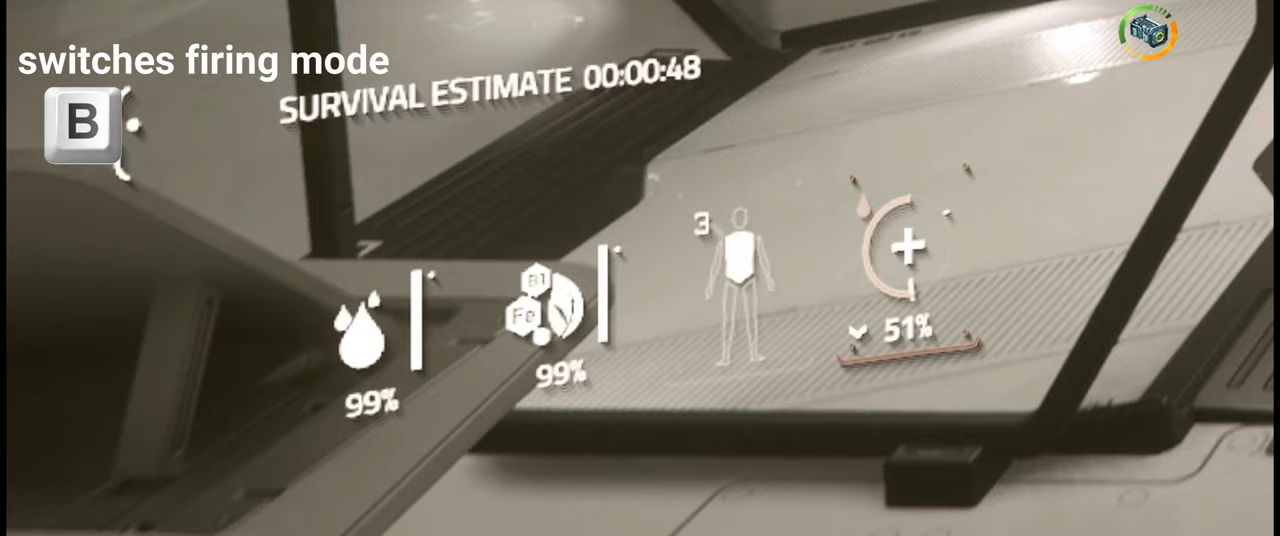 switches firing mode
SURVIVAL ESTIMATE 00:00:48
B
3
B1
Fe
99%
99%
51%